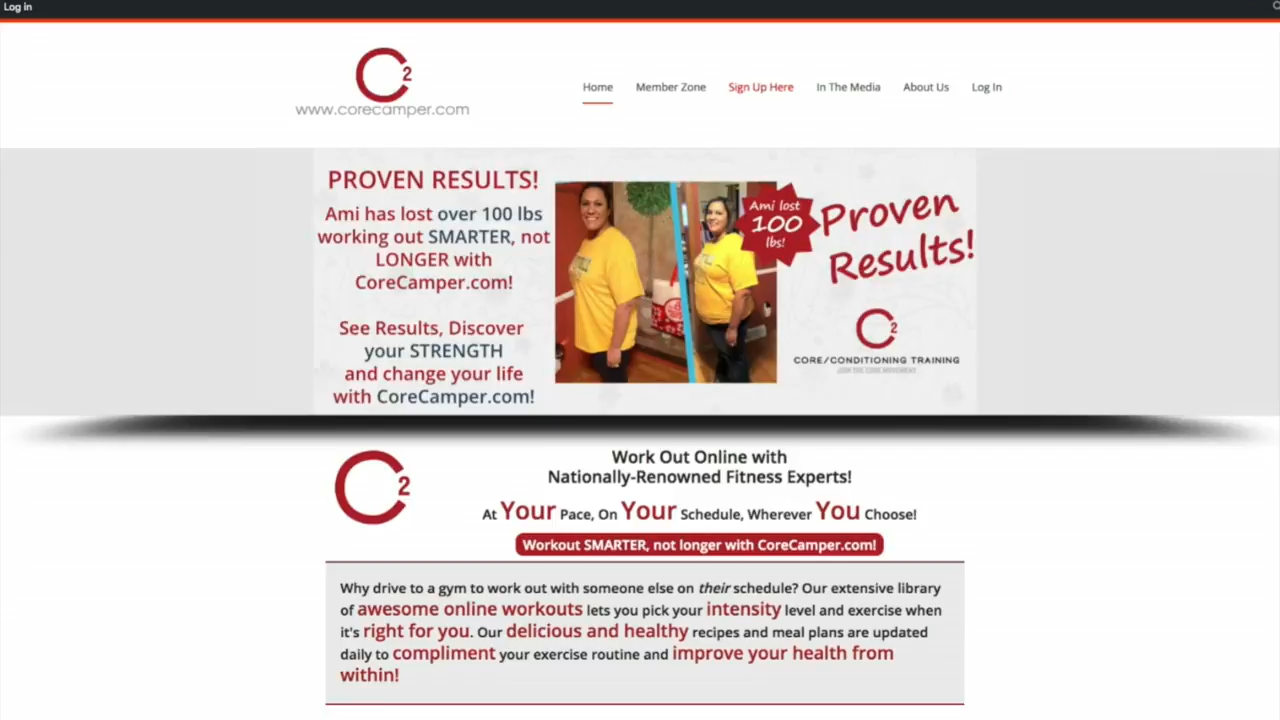 Log in
C2
www.corecamper.com
Home
Member Zone
Sign Up Here
In The Media
About Us
Log In
PROVEN RESULTS!
Ami has lost over 100 lbs
working out SMARTER, not
LONGER with
CoreCamper.com!
See Results, Discover
your STRENGTH
and change your life
with CoreCamper.com!
Ami lost
100
lbs!
Proven
Results!
C2
CORE/CONDITIONING TRAINING
JOIN THE CORE MOVEMENT
C2
Work Out Online with
Nationally-Renowned Fitness Experts!
At Your Pace, On Your Schedule, Wherever You Choose!
Workout SMARTER, not longer with CoreCamper.com!
Why drive to a gym to work out with someone else on their schedule? Our extensive library
of awesome online workouts lets you pick your intensity level and exercise when
it's right for you. Our delicious and healthy recipes and meal plans are updated
daily to compliment your exercise routine and improve your health from
within!